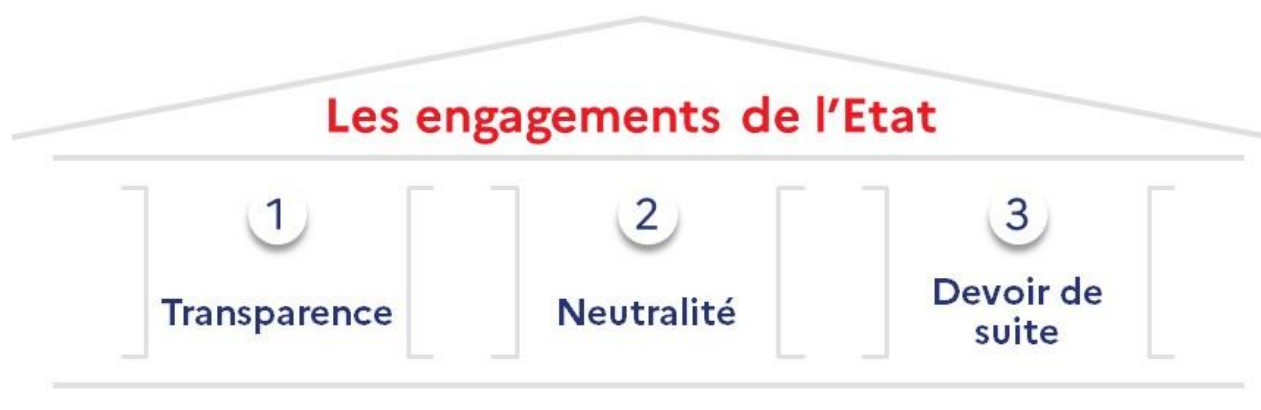 Les engagements de l’Etat
1
Transparence
2
Neutralité
3
Devoir de
suite